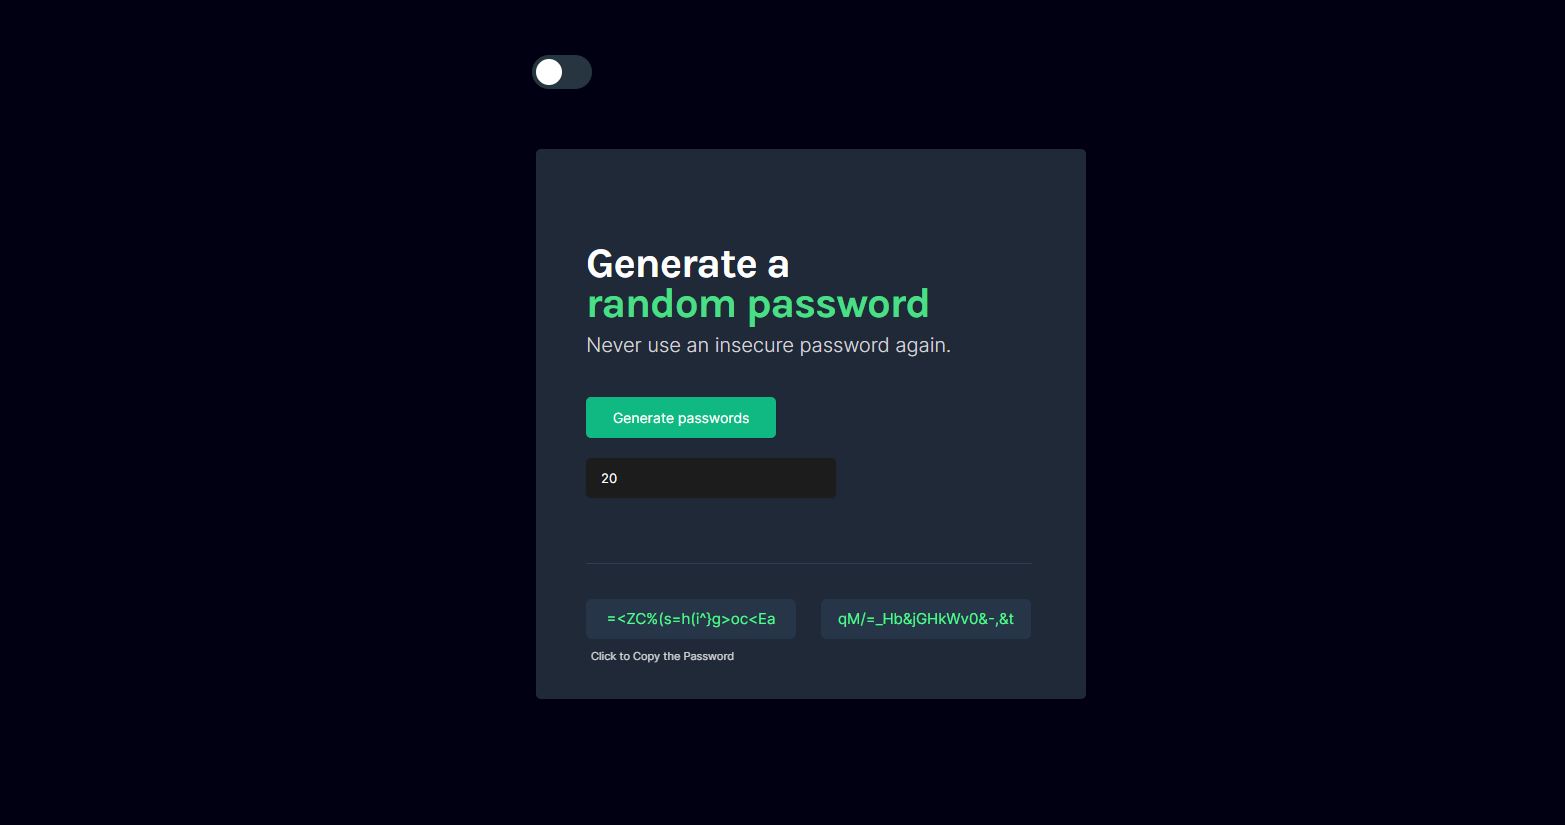 Generate a
random password
Never use an insecure password again.
Generate passwords
20
=<ZC%(s=h(i^}g>oc<Ea
qM/=_Hb&jGHkWv0&-,&t
Click to Copy the Password